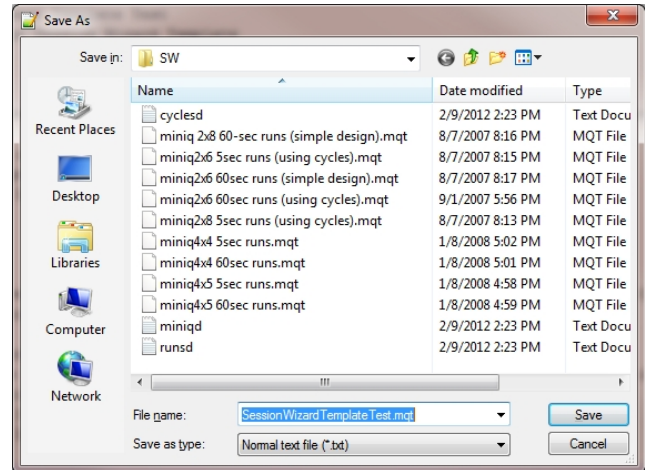 Save As
Save in: SW
Name Date modified Type
cyclesd 2/9/2012 2:23 PM Text Docu
miniq 2x8 60-sec runs (simple design).mqt 8/7/2007 8:16 PM MQT File
miniq2x6 5sec runs (using cycles).mqt 8/7/2007 8:15 PM MQT File
miniq2x6 60sec runs (simple design).mqt 8/7/2007 8:17 PM MQT File
miniq2x6 60sec runs (using cycles).mqt 9/1/2007 5:56 PM MQT File
miniq2x8 5sec runs (using cycles).mqt 8/7/2007 8:13 PM MQT File
miniq4x4 5sec runs.mqt 1/8/2008 5:02 PM MQT File
miniq4x4 60sec runs.mqt 1/8/2008 5:01 PM MQT File
miniq4x5 5sec runs.mqt 1/8/2008 4:58 PM MQT File
miniq4x5 60sec runs.mqt 1/8/2008 4:59 PM MQT File
miniqd 2/9/2012 2:23 PM Text Docu
runsd 2/9/2012 2:23 PM Text Docu
Recent Places
Desktop
Libraries
Computer
Network
File name: SessionWizardTemplateTest.mqt Save
Save as type: Normal text file (*.txt) Cancel